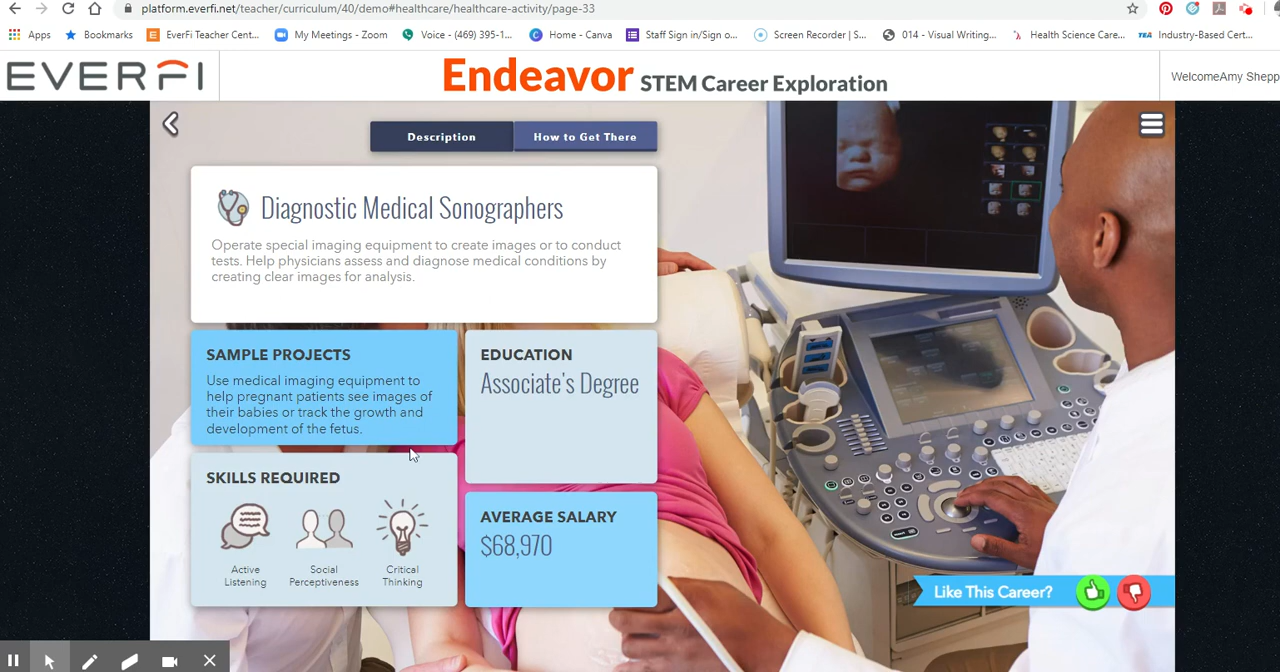 platform.everfi.net/teacher/curriculum/40/demo#healthcare/healthcare-activity/page-33
Apps
Bookmarks
EverFi Teacher Cent...
My Meetings - Zoom
Voice - (469) 395-1...
Home - Canva
Staff Sign in/Sign o...
Screen Recorder | S...
014 - Visual Writing...
Health Science Care...
Industry-Based Cert...
EVERFI
Endeavor STEM Career Exploration
WelcomeAmy Shepp
Description
How to Get There
Diagnostic Medical Sonographers
Operate special imaging equipment to create images or to conduct
tests. Help physicians assess and diagnose medical conditions by
creating clear images for analysis.
SAMPLE PROJECTS
Use medical imaging equipment to
help pregnant patients see images of
their babies or track the growth and
development of the fetus.
EDUCATION
Associate's Degree
SKILLS REQUIRED
Active
Listening
Social
Perceptiveness
Critical
Thinking
AVERAGE SALARY
$68,970
Like This Career?